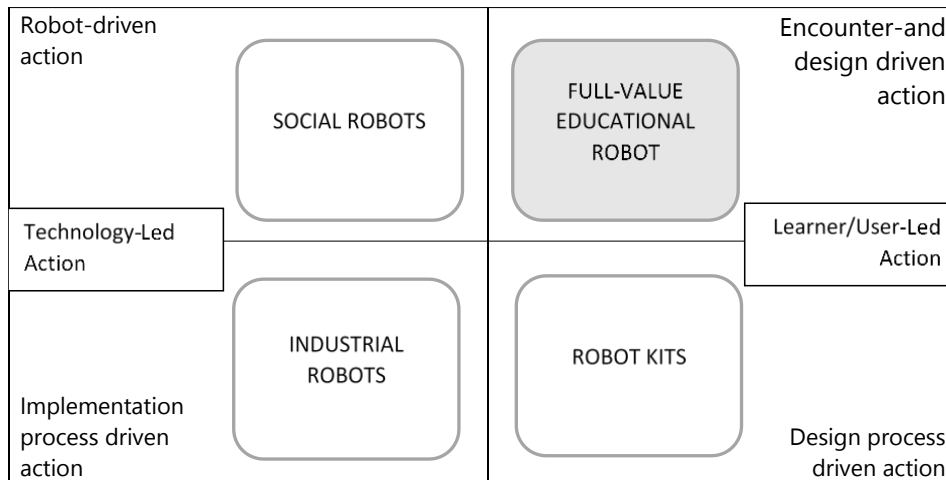 Robot-driven
action
SOCIAL ROBOTS
FULL-VALUE
EDUCATIONAL
ROBOT
Encounter-and
design driven
action
Technology-Led
Action
Learner/User-Led
Action
INDUSTRIAL
ROBOTS
ROBOT KITS
Implementation
process driven
action
Design process
driven action